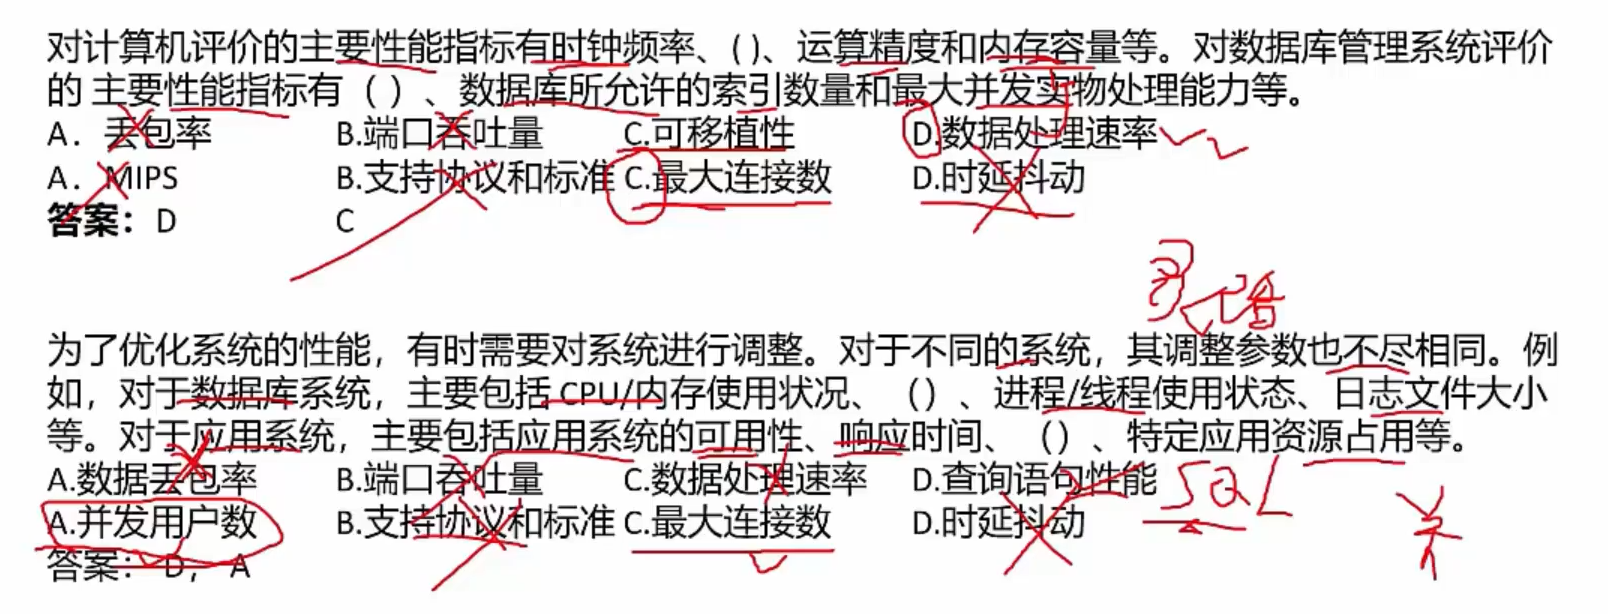 对计算机评价的主要性能指标有时钟频率、( )、运算精度和内存容量等。对数据库管理系统评价
的 主要性能指标有（ ）、数据库所允许的索引数量和最大并发实物处理能力等。
A. 丢包率 B.端口吞吐量 C.可移植性 D.数据处理速率
A. MIPS B.支持协议和标准 C.最大连接数 D.时延抖动
答案： D C
为了优化系统的性能，有时需要对系统进行调整。对于不同的系统，其调整参数也不尽相同。例
如，对于数据库系统，主要包括 CPU/内存使用状况、（）、进程/线程使用状态、日志文件大小
等。对于应用系统，主要包括应用系统的可用性、响应时间、（）、特定应用资源占用等。
A.数据丢包率 B.端口吞吐量 C.数据处理速率 D.查询语句性能 SQL
A.并发用户数 B.支持协议和标准 C.最大连接数 D.时延抖动
答案： D， A